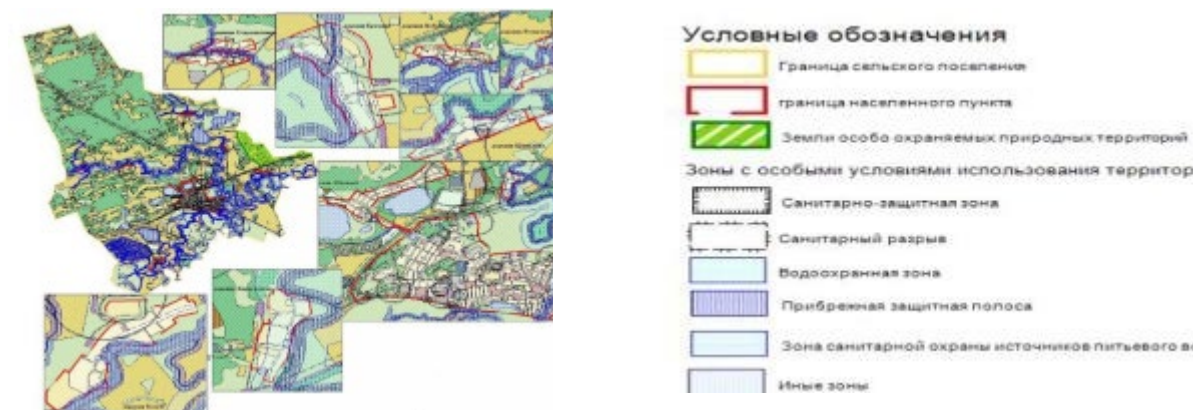 Условные обозначения
Граница сельского поселения
граница населенного пункта
Земли особо охраняемых природных территорий
Зоны с особыми условиями использования территор
Санитарно-защитная зона
Санитарный разрыв
Водоохранная зона
Прибрежная защитная полоса
Зона санитарной охраны источников питьевого во
Иные зоны